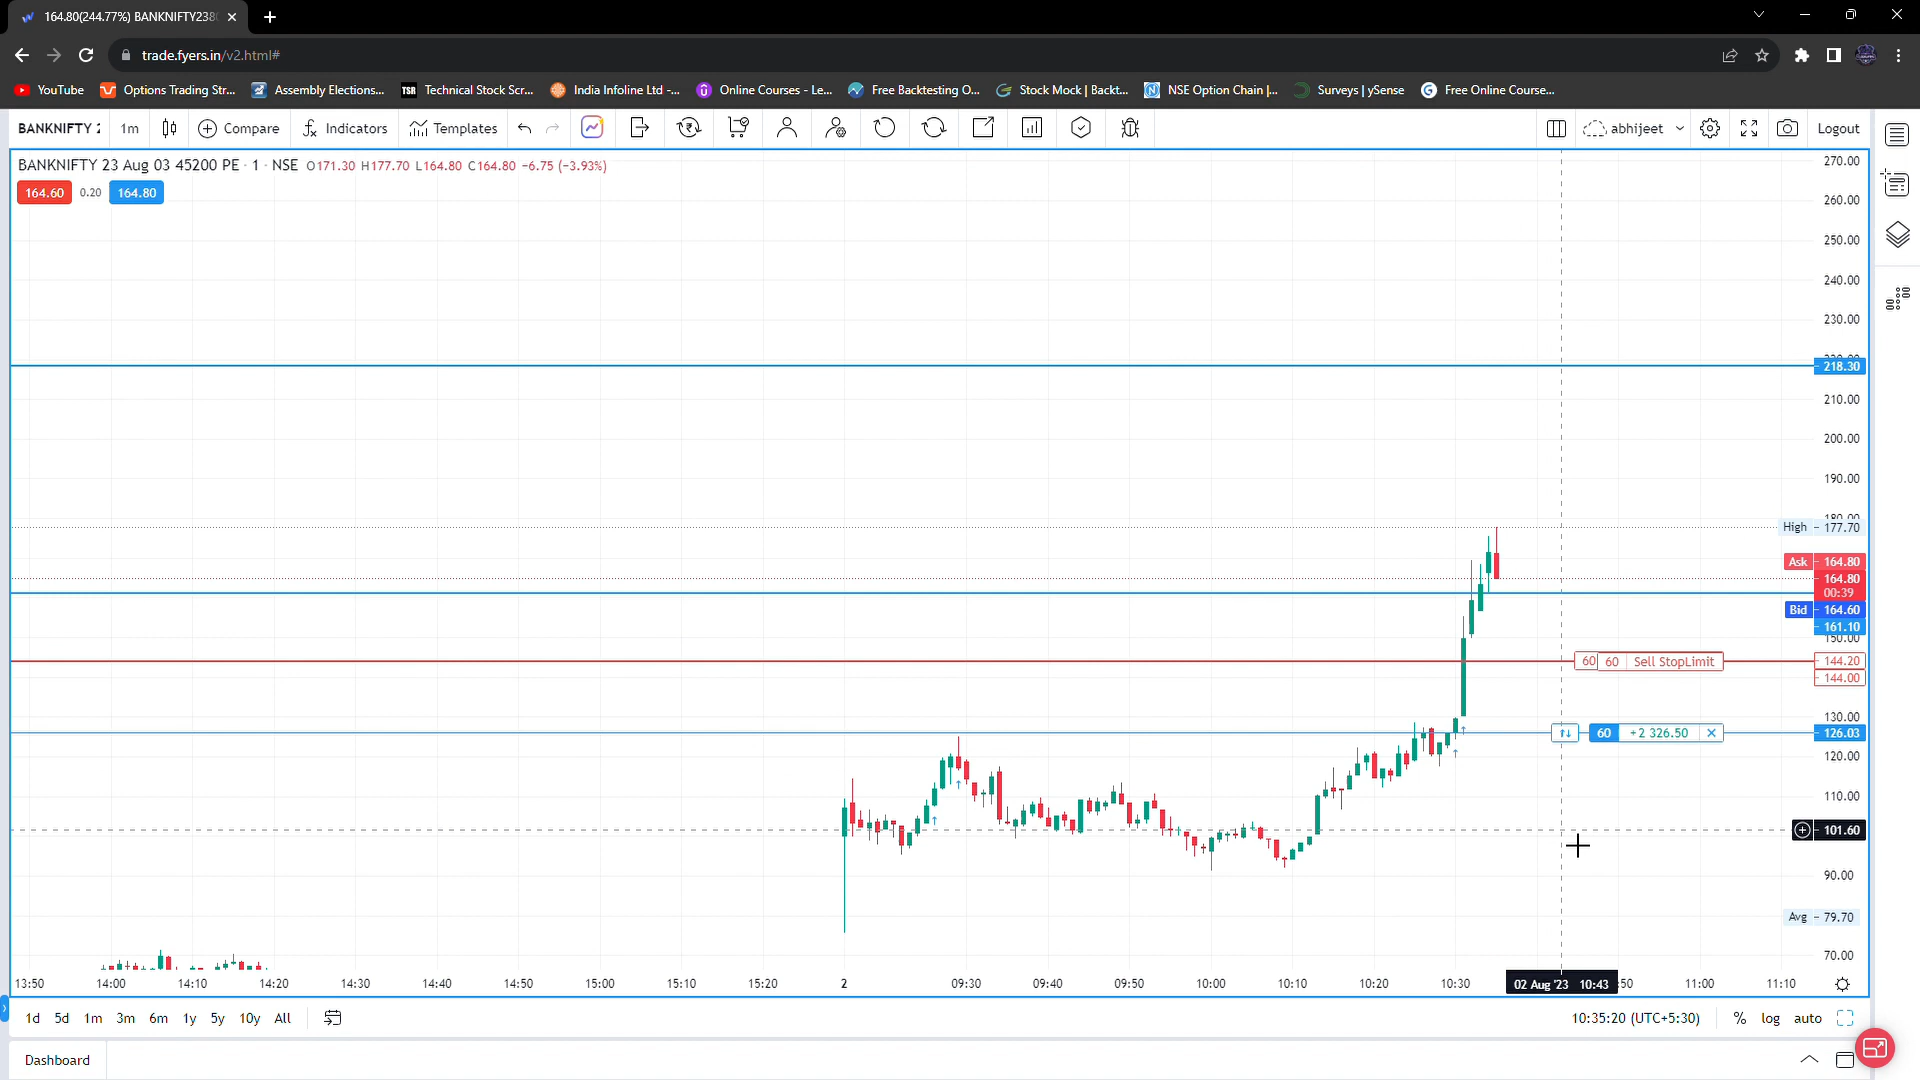 164.80(244.77%) BANKNIFTY238
trade.fyers.in/v2.html#
YouTube Options Trading Str... Assembly Elections... TSR Technical Stock Scr... India Infoline Ltd -... Online Courses - Le... Free Backtesting O... Stock Mock | Backt... NSE Option Chain |... Surveys | ySense Free Online Course...
BANKNIFTY 1m Compare Indicators Templates abhijeet Logout
BANKNIFTY 23 Aug 03 45200 PE · 1 · NSE O171.30 H177.70 L164.80 C164.80 −6.75 (−3.93%)
164.60 0.20 164.80
270.00
260.00
250.00
240.00
230.00
218.30
210.00
200.00
190.00
High 177.70
Ask 164.80
164.80
00:39
Bid 164.60
161.10
150.00
60 60 Sell StopLimit 144.20
144.00
130.00
60 +2 326.50 126.03
120.00
110.00
101.60
90.00
Avg 79.70
70.00
13:50 14:00 14:10 14:20 14:30 14:40 14:50 15:00 15:10 15:20 2 09:30 09:40 09:50 10:00 10:10 10:20 10:30 02 Aug '23 10:43 :50 11:00 11:10
1d 5d 1m 3m 6m 1y 5y 10y All 10:35:20 (UTC+5:30) % log auto
Dashboard